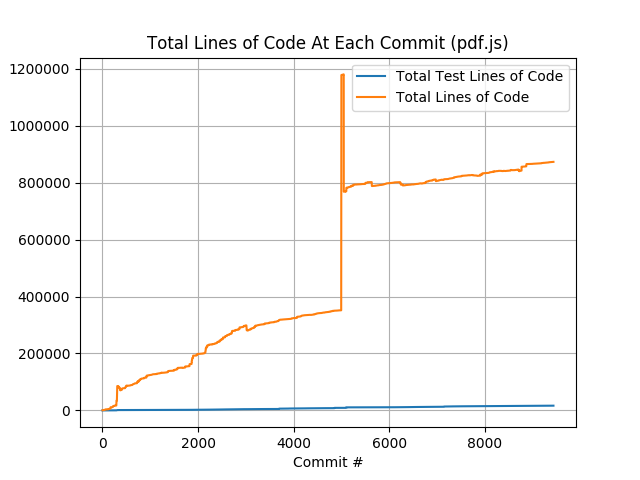 Total Lines of Code At Each Commit (pdf.js)
Total Test Lines of Code
Total Lines of Code
1200000
1000000
800000
600000
400000
200000
0
0 2000 4000 6000 8000
Commit #